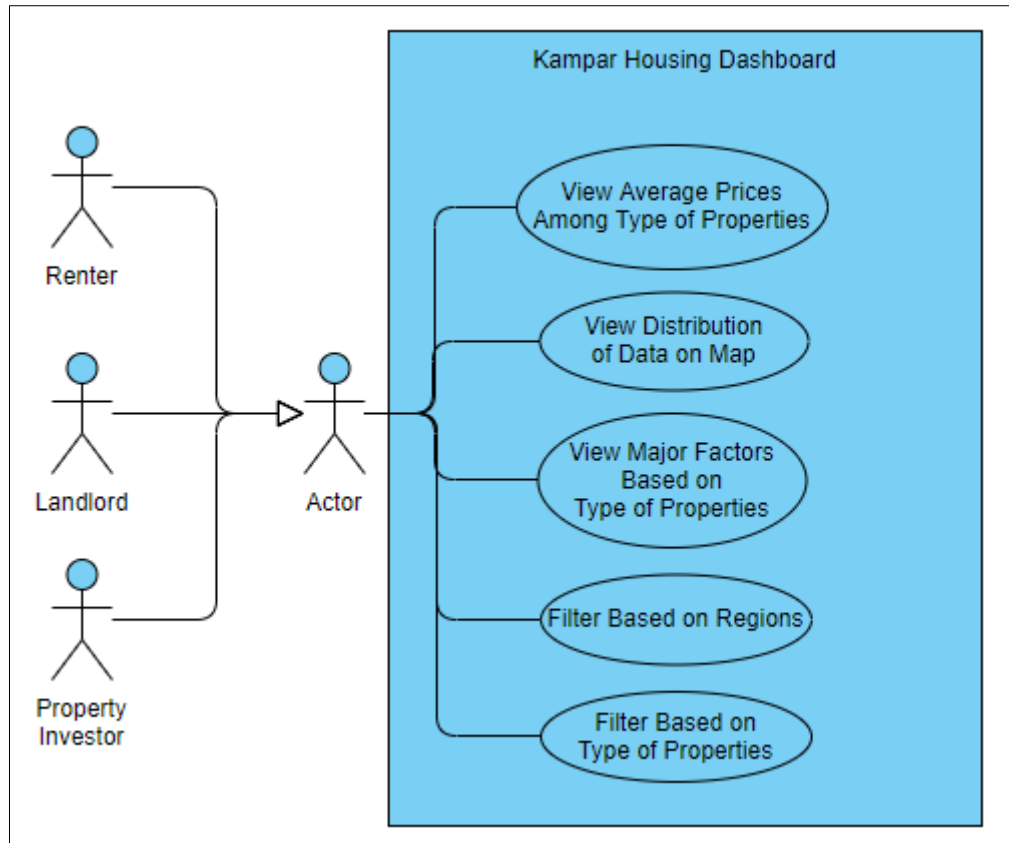 Kampar Housing Dashboard
Renter
Landlord
Property
Investor
Actor
View Average Prices
Among Type of Properties
View Distribution
of Data on Map
View Major Factors
Based on
Type of Properties
Filter Based on Regions
Filter Based on
Type of Properties